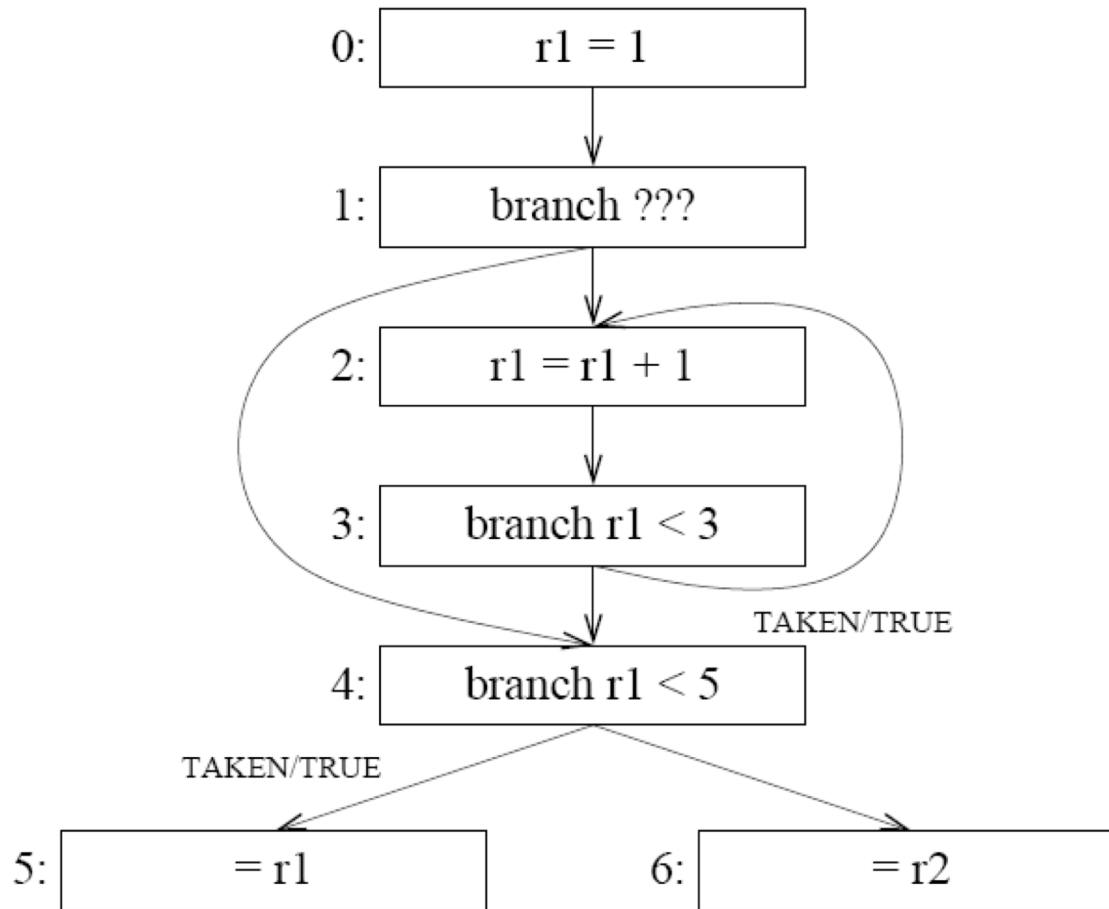 0: r1 = 1
1: branch ???
2: r1 = r1 + 1
3: branch r1 < 3
TAKEN/TRUE
4: branch r1 < 5
TAKEN/TRUE
5: = r1 6: = r2